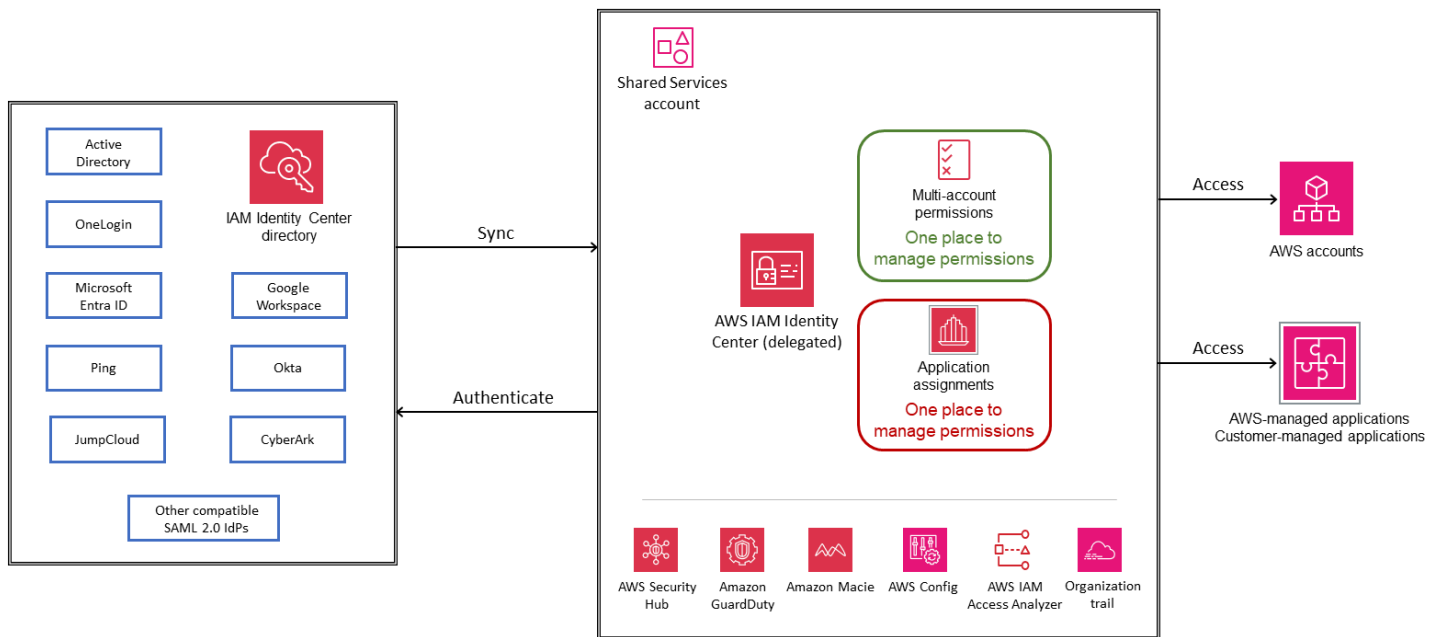 Active
Directory
IAM Identity Center
directory
OneLogin
Microsoft
Entra ID
Google
Workspace
Ping
Okta
JumpCloud
CyberArk
Other compatible
SAML 2.0 IdPs
Sync
Authenticate
Shared Services
account
Multi-account
permissions
One place to
manage permissions
AWS IAM Identity
Center (delegated)
Application
assignments
One place to
manage permissions
AWS Security
Hub
Amazon
GuardDuty
Amazon Macie
AWS Config
AWS IAM
Access Analyzer
Organization
trail
Access
AWS accounts
Access
AWS-managed applications
Customer-managed applications